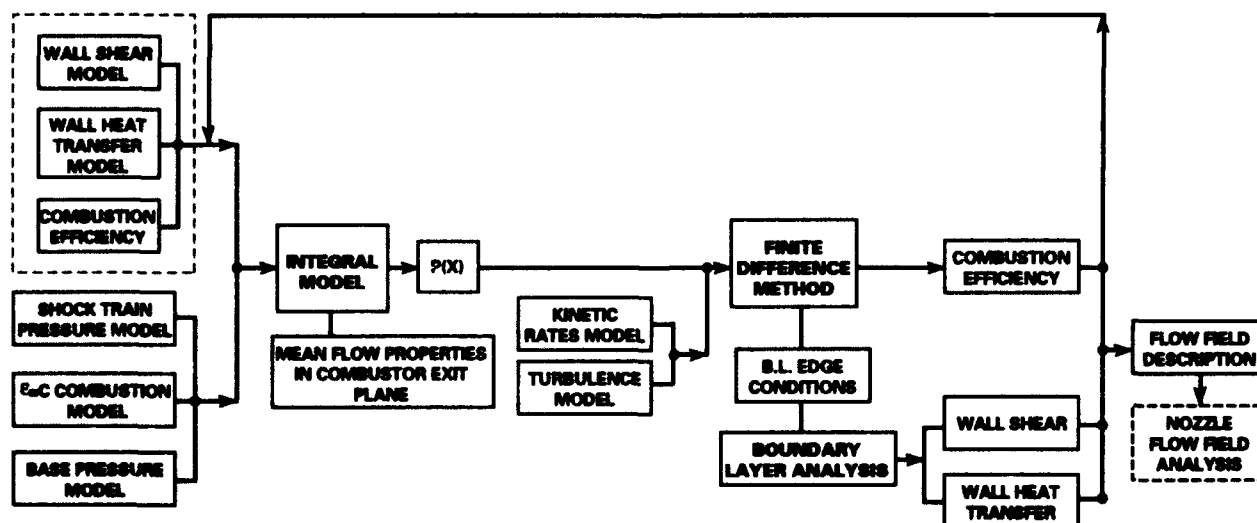 WALL SHEAR
MODEL
WALL HEAT
TRANSFER
MODEL
COMBUSTION
EFFICIENCY
SHOCK TRAIN
PRESSURE MODEL
ε∞C COMBUSTION
MODEL
BASE PRESSURE
MODEL
INTEGRAL
MODEL
P(X)
MEAN FLOW PROPERTIES
IN COMBUSTOR EXIT
PLANE
KINETIC
RATES MODEL
TURBULENCE
MODEL
FINITE
DIFFERENCE
METHOD
B.L. EDGE
CONDITIONS
BOUNDARY
LAYER ANALYSIS
COMBUSTION
EFFICIENCY
WALL SHEAR
WALL HEAT
TRANSFER
FLOW FIELD
DESCRIPTION
NOZZLE
FLOW FIELD
ANALYSIS